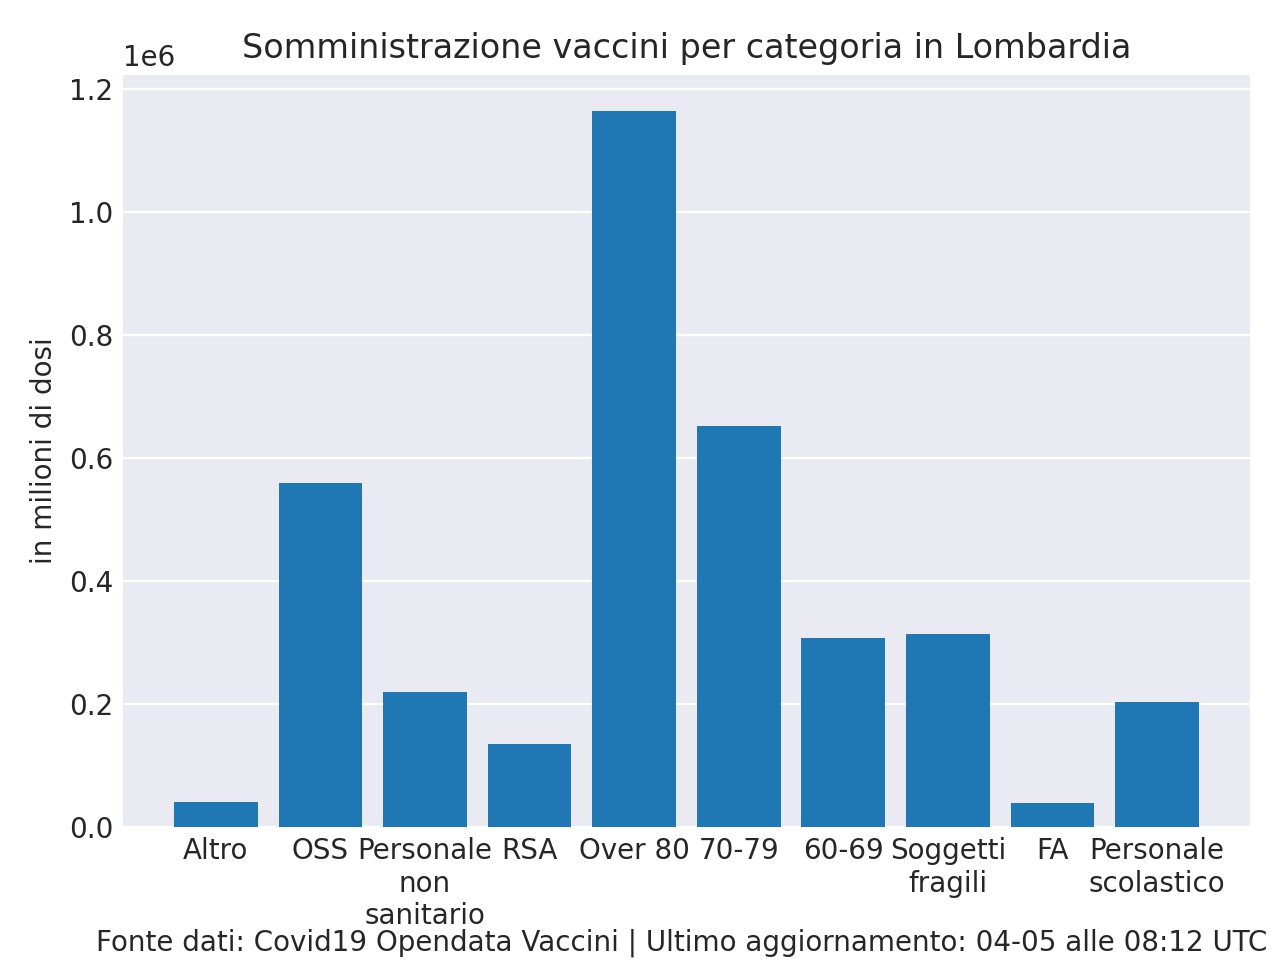 Somministrazione vaccini per categoria in Lombardia
1e6
1.2
1.0
0.8
0.6
0.4
0.2
0.0
in milioni di dosi
Altro
OSS
Personale
non
sanitario
RSA
Over 80
70-79
60-69
Soggetti
fragili
FA
Personale
scolastico
Fonte dati: Covid19 Opendata Vaccini | Ultimo aggiornamento: 04-05 alle 08:12 UTC